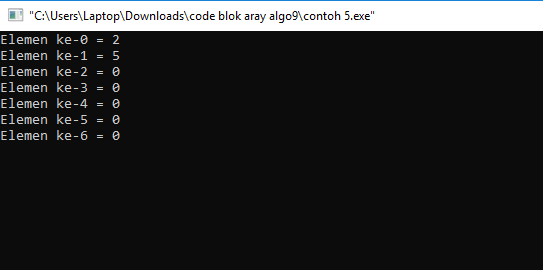 "C:\Users\Laptop\Downloads\code blok aray algo9\contoh 5.exe"
Elemen ke-0 = 2
Elemen ke-1 = 5
Elemen ke-2 = 0
Elemen ke-3 = 0
Elemen ke-4 = 0
Elemen ke-5 = 0
Elemen ke-6 = 0